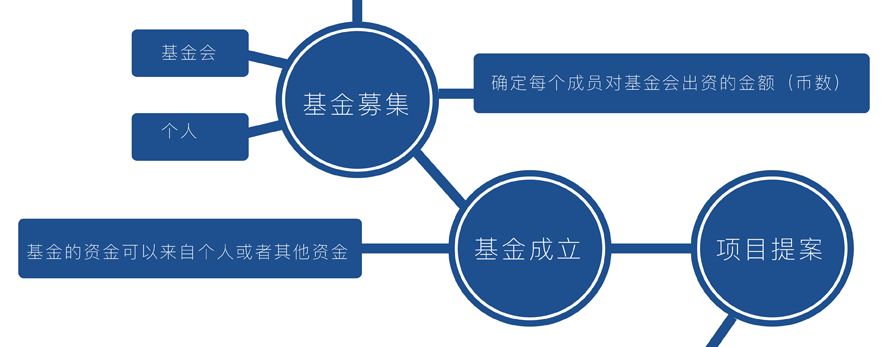 基金会
基金募集
确定每个成员对基金会出资的金额（币数）
个人
基金的资金可以来自个人或者其他资金
基金成立
项目提案